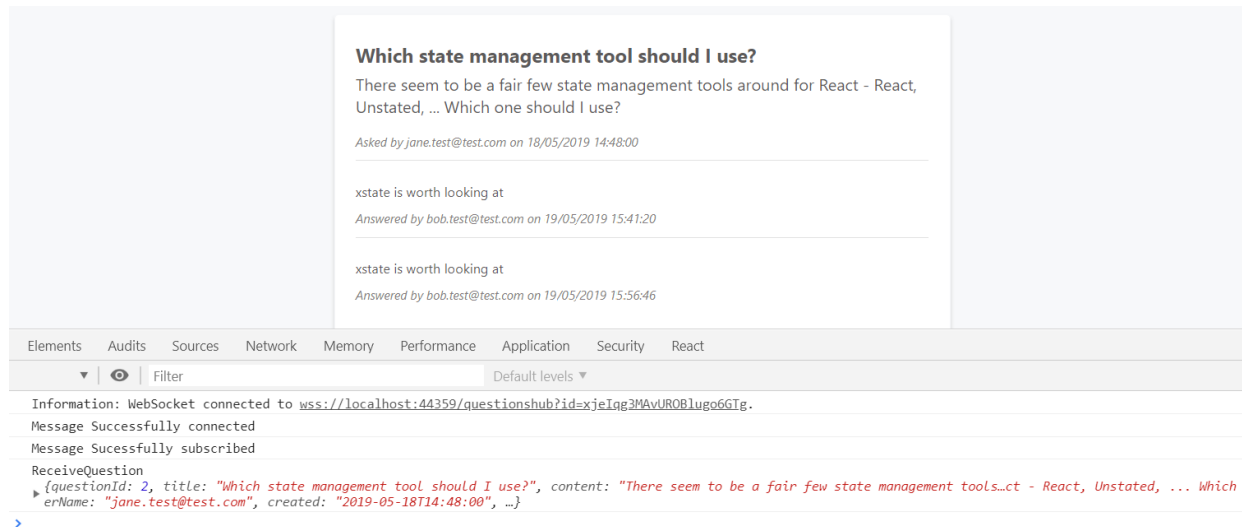 Which state management tool should I use?
There seem to be a fair few state management tools around for React - React,
Unstated, ... Which one should I use?
Asked by jane.test@test.com on 18/05/2019 14:48:00
xstate is worth looking at
Answered by bob.test@test.com on 19/05/2019 15:41:20
xstate is worth looking at
Answered by bob.test@test.com on 19/05/2019 15:56:46
Elements Audits Sources Network Memory Performance Application Security React
Filter Default levels ▼
Information: WebSocket connected to wss://localhost:44359/questionshub?id=xjeIqg3MAvUROBlugo6GTg.
Message Successfully connected
Message Sucessfully subscribed
ReceiveQuestion
{questionId: 2, title: "Which state management tool should I use?", content: "There seem to be a fair few state management tools…ct - React, Unstated, ... Which
erName: "jane.test@test.com", created: "2019-05-18T14:48:00", …}